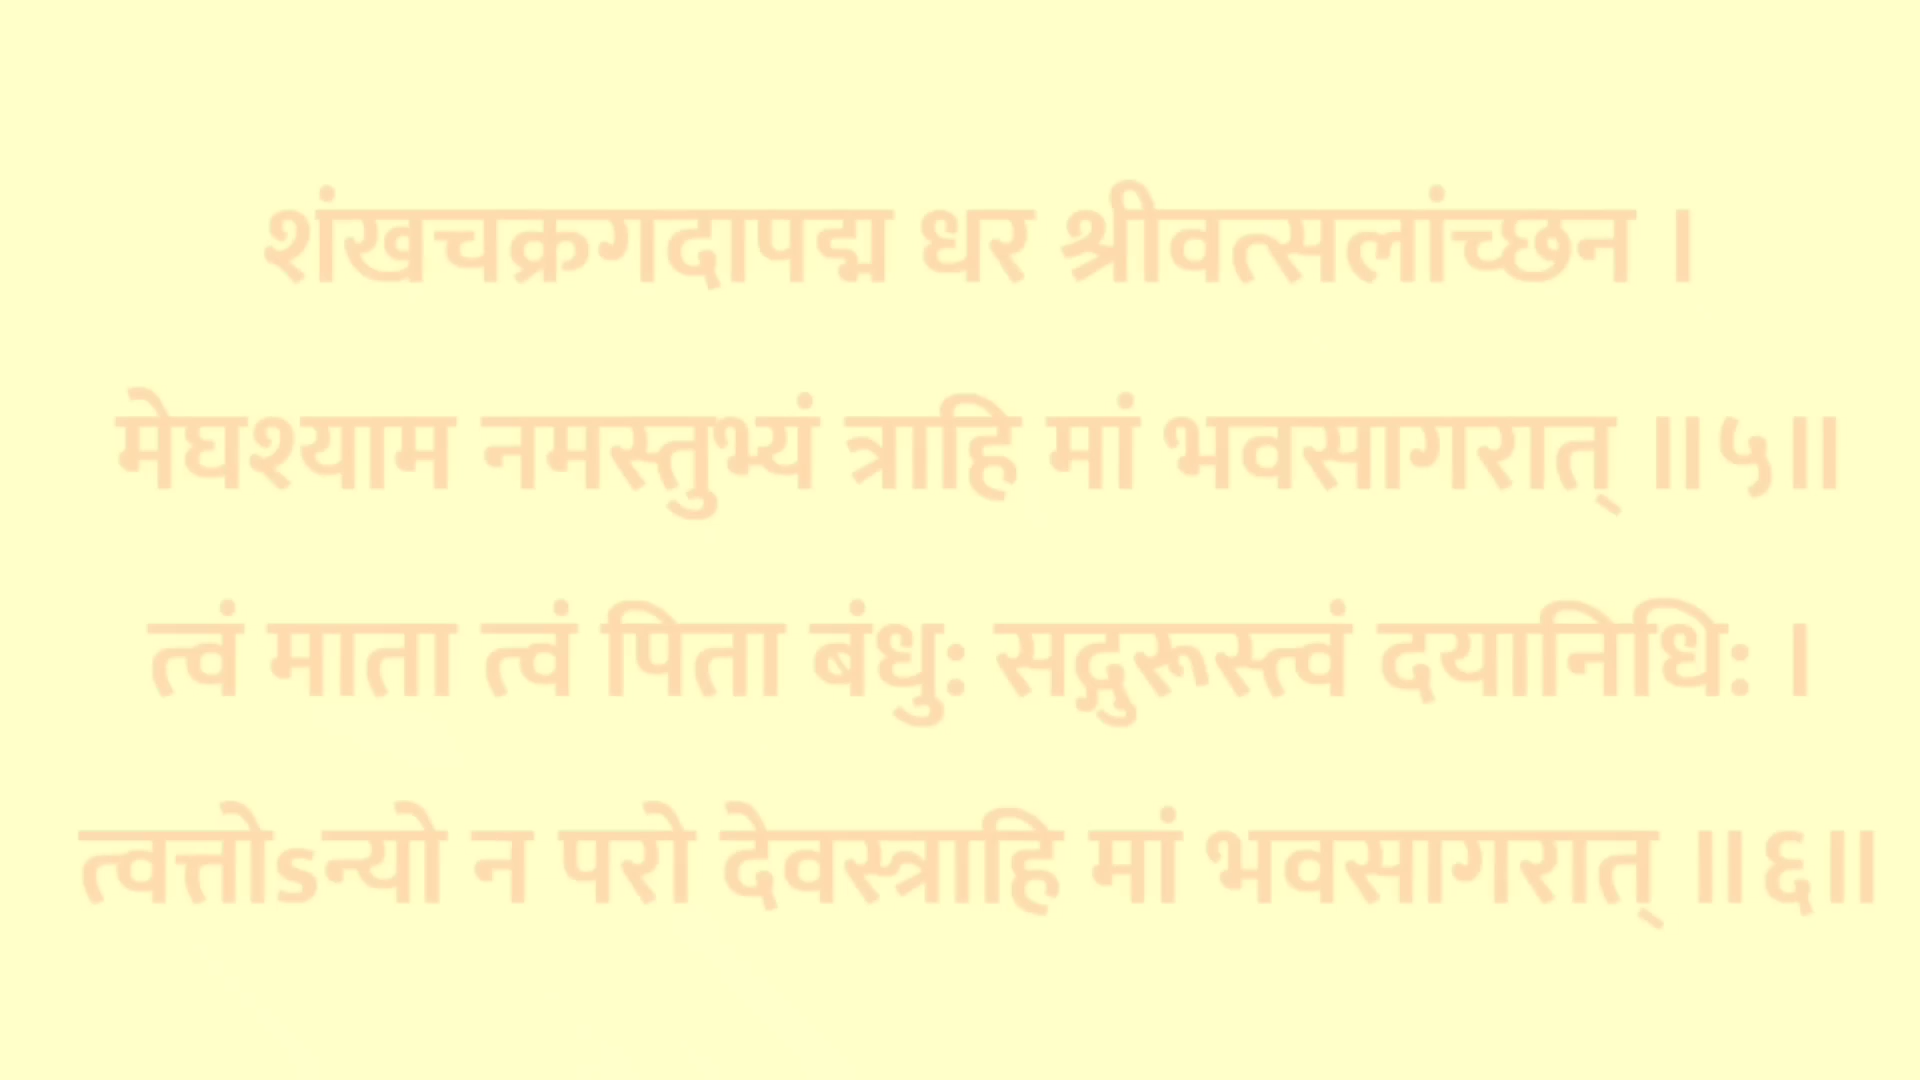 शंखचक्रगदापद्म धर श्रीवत्सलांच्छन ।
मेघश्याम नमस्तुभ्यं त्राहि मां भवसागरात् ॥५॥
त्वं माता त्वं पिता बंधु: सद्गुरूस्त्वं दयानिधि: ।
त्वत्तोsन्यो न परो देवस्त्राहि मां भवसागरात् ॥६॥